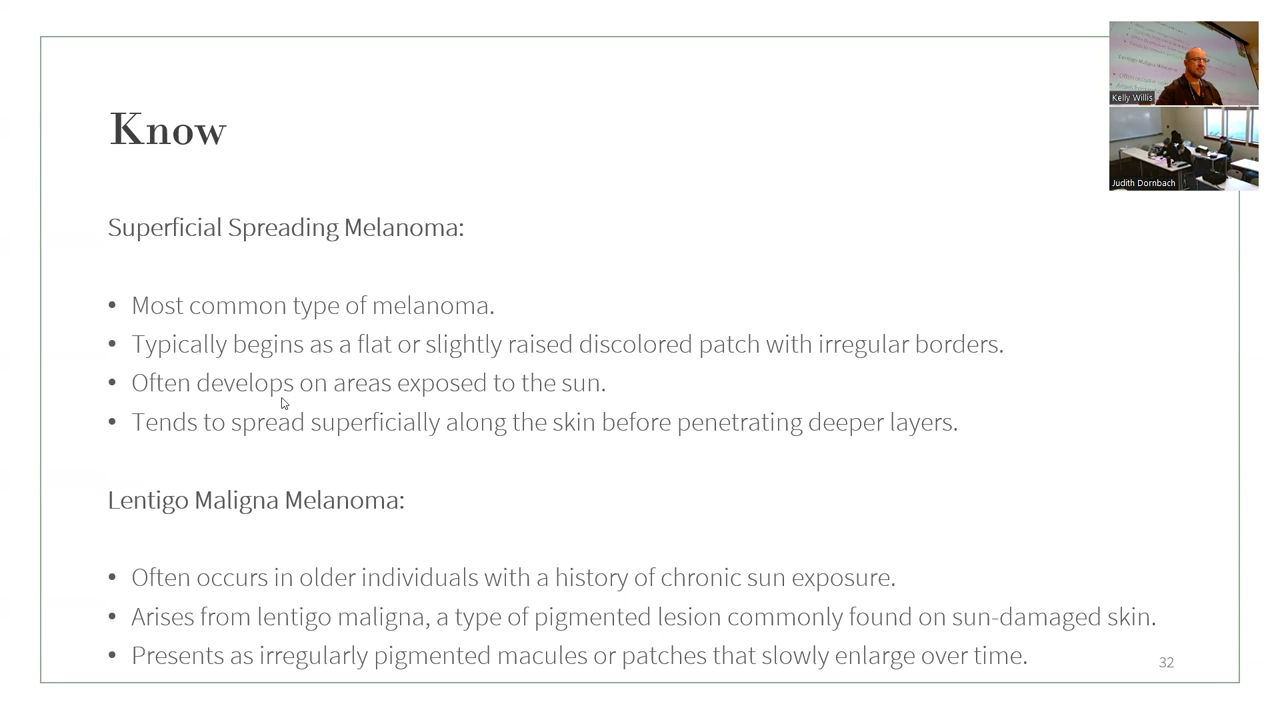 Know
Kelly Willis
Judith Dornbach
Superficial Spreading Melanoma:
• Most common type of melanoma.
• Typically begins as a flat or slightly raised discolored patch with irregular borders.
• Often develops on areas exposed to the sun.
• Tends to spread superficially along the skin before penetrating deeper layers.
Lentigo Maligna Melanoma:
• Often occurs in older individuals with a history of chronic sun exposure.
• Arises from lentigo maligna, a type of pigmented lesion commonly found on sun-damaged skin.
• Presents as irregularly pigmented macules or patches that slowly enlarge over time.
32